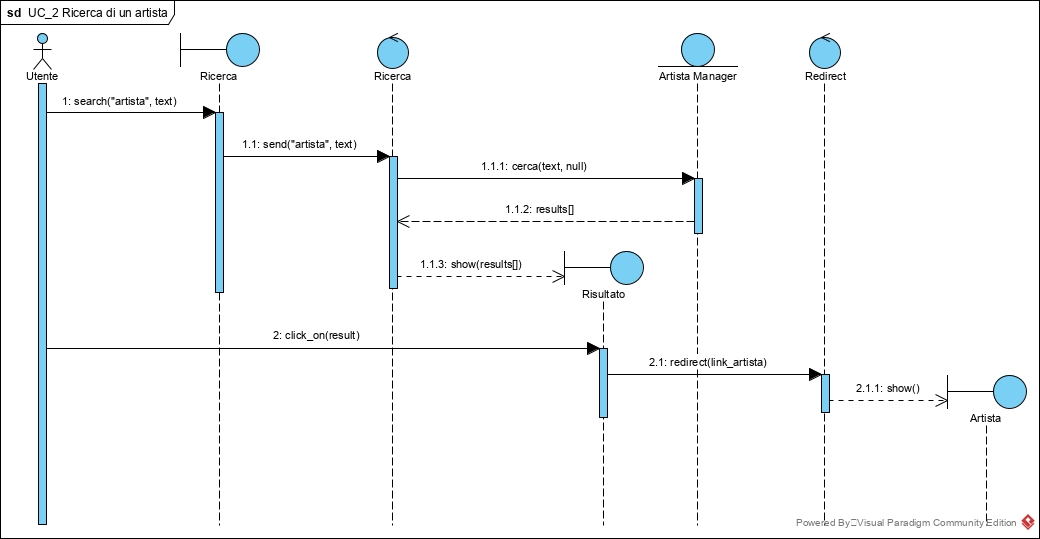 sd UC_2 Ricerca di un artista
Utente
Ricerca
Ricerca
Artista Manager
Redirect
1: search("artista", text)
1.1: send("artista", text)
1.1.1: cerca(text, null)
1.1.2: results[]
1.1.3: show(results[])
Risultato
2: click_on(result)
2.1: redirect(link_artista)
2.1.1: show()
Artista
Powered By Visual Paradigm Community Edition